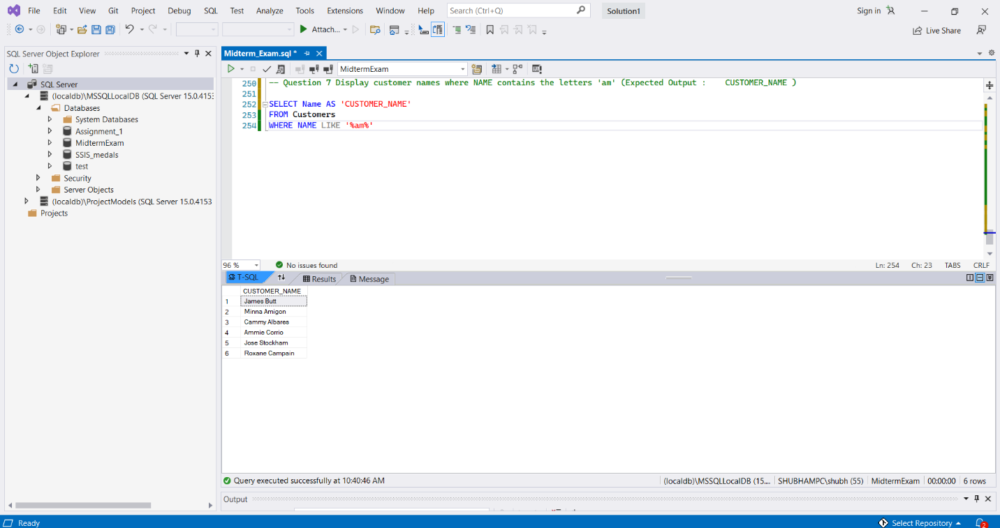 File Edit View Git Project Debug SQL Test Analyze Tools Extensions Window Help Search (Ctrl+Q) Solution1 Sign in
Attach... Live Share
SQL Server Object Explorer
SQL Server
(localdb)\MSSQLLocalDB (SQL Server 15.0.4153
Databases
System Databases
Assignment_1
MidtermExam
SSIS_medals
test
Security
Server Objects
(localdb)\ProjectModels (SQL Server 15.0.4153
Projects
Midterm_Exam.sql *
MidtermExam
250 -- Question 7 Display customer names where NAME contains the letters 'am' (Expected Output : CUSTOMER_NAME )
251
252 SELECT Name AS 'CUSTOMER_NAME'
253 FROM Customers
254 WHERE NAME LIKE '%am%'
96 % No issues found Ln: 254 Ch: 23 TABS CRLF
T-SQL Results Message
CUSTOMER_NAME
1 James Butt
2 Minna Amigon
3 Cammy Albares
4 Ammie Corrio
5 Jose Stockham
6 Roxane Campain
Query executed successfully at 10:40:46 AM (localdb)\MSSQLLocalDB (15.... SHUBHAMPC\shubh (55) MidtermExam 00:00:00 6 rows
Output
Ready Select Repository 2